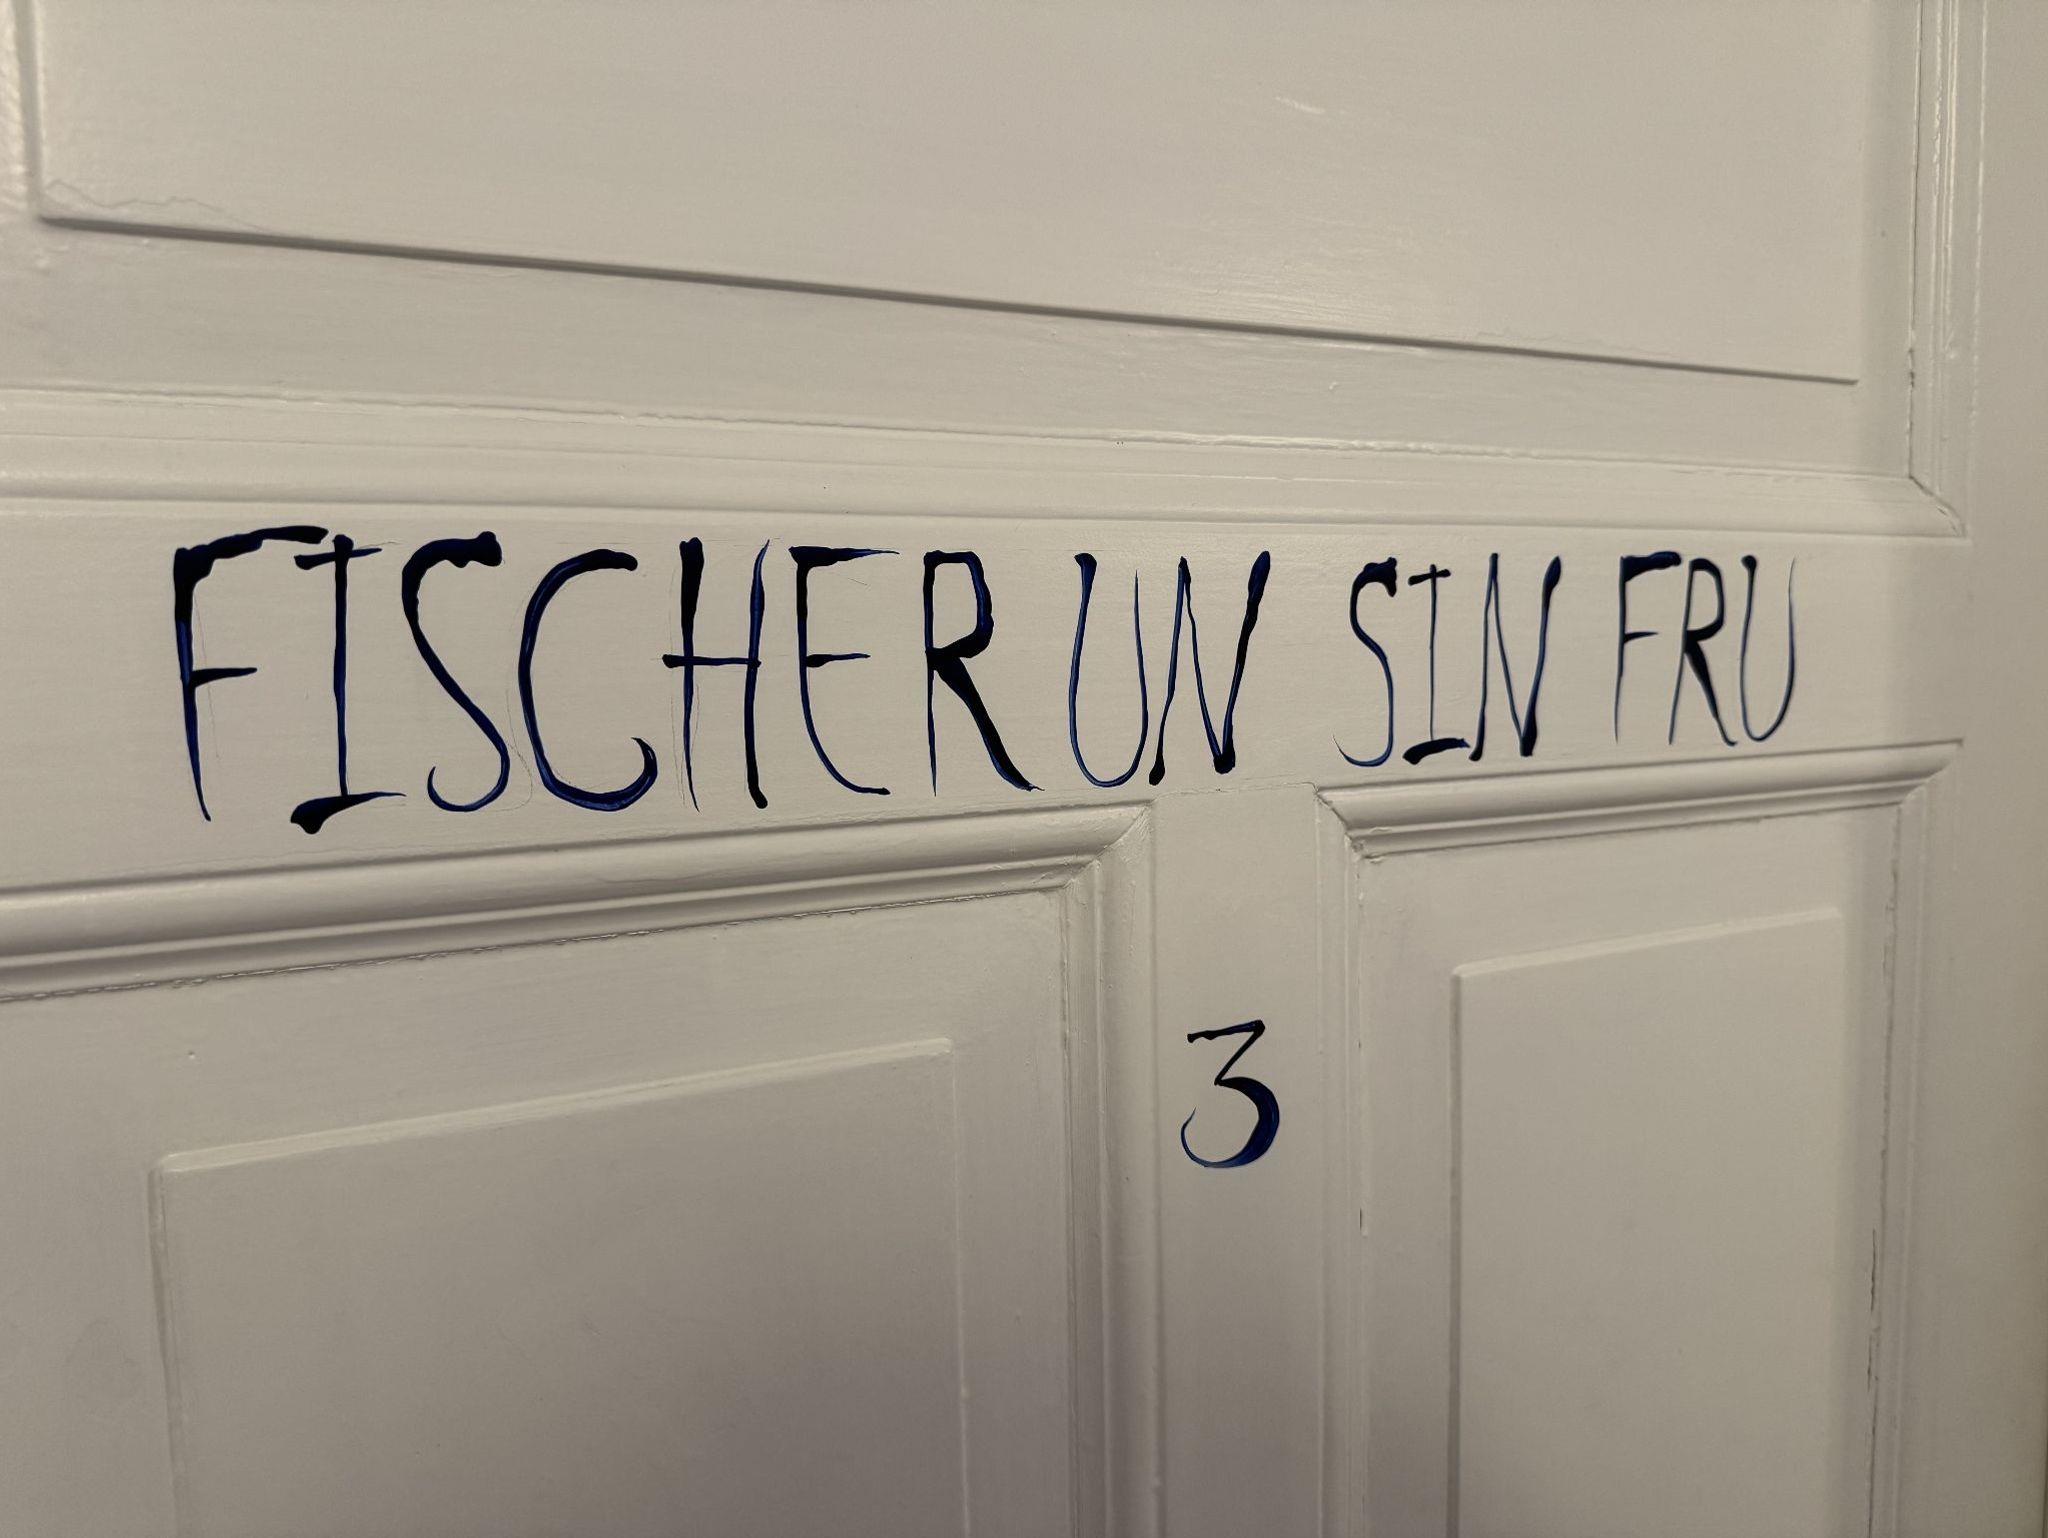 FISCHER UN SIN FRU
3